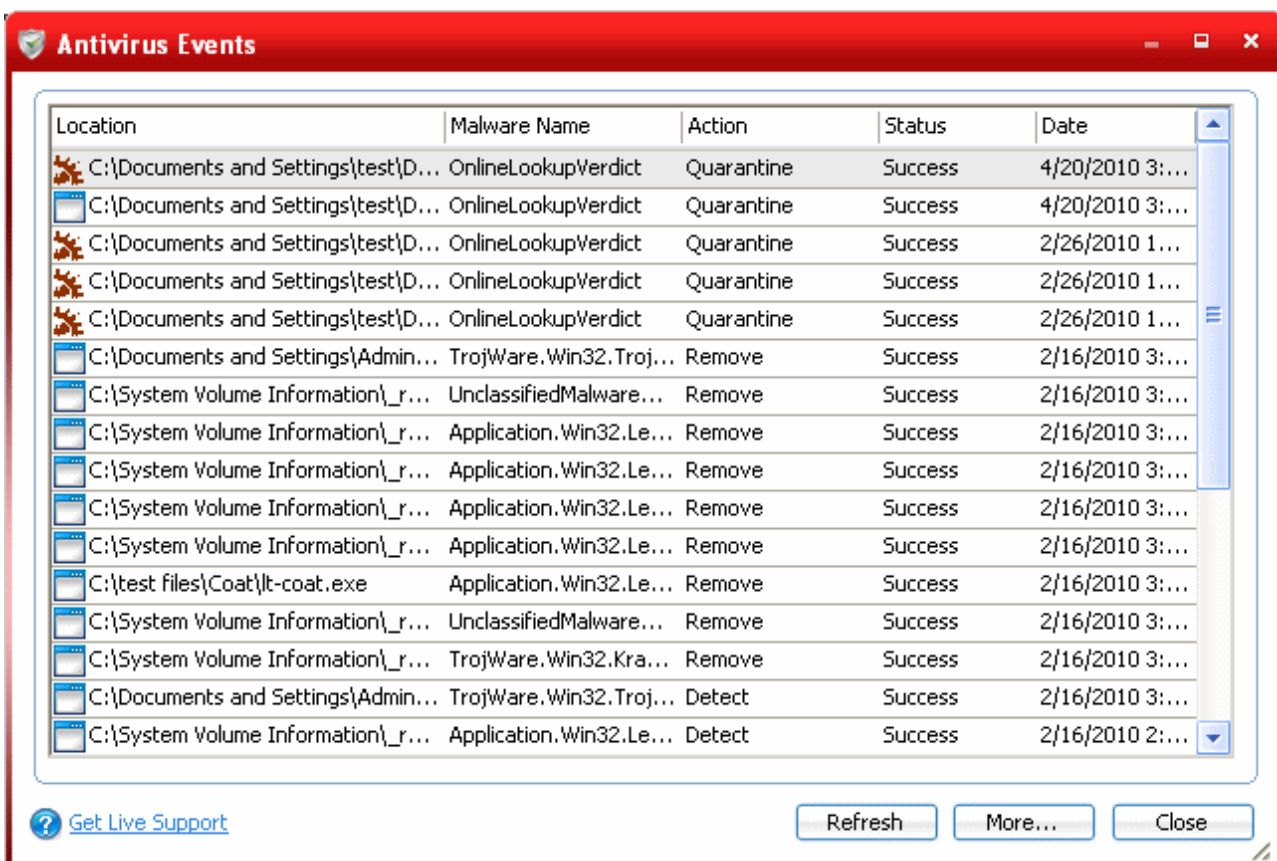 Antivirus Events
Location Malware Name Action Status Date
C:\Documents and Settings\test\D... OnlineLookupVerdict Quarantine Success 4/20/2010 3:...
C:\Documents and Settings\test\D... OnlineLookupVerdict Quarantine Success 4/20/2010 3:...
C:\Documents and Settings\test\D... OnlineLookupVerdict Quarantine Success 2/26/2010 1...
C:\Documents and Settings\test\D... OnlineLookupVerdict Quarantine Success 2/26/2010 1...
C:\Documents and Settings\test\D... OnlineLookupVerdict Quarantine Success 2/26/2010 1...
C:\Documents and Settings\Admin... TrojWare.Win32.Troj... Remove Success 2/16/2010 3:...
C:\System Volume Information\_r... UnclassifiedMalware... Remove Success 2/16/2010 3:...
C:\System Volume Information\_r... Application.Win32.Le... Remove Success 2/16/2010 3:...
C:\System Volume Information\_r... Application.Win32.Le... Remove Success 2/16/2010 3:...
C:\System Volume Information\_r... Application.Win32.Le... Remove Success 2/16/2010 3:...
C:\System Volume Information\_r... Application.Win32.Le... Remove Success 2/16/2010 3:...
C:\test files\Coat\lt-coat.exe Application.Win32.Le... Remove Success 2/16/2010 3:...
C:\System Volume Information\_r... UnclassifiedMalware... Remove Success 2/16/2010 3:...
C:\System Volume Information\_r... TrojWare.Win32.Kra... Remove Success 2/16/2010 3:...
C:\Documents and Settings\Admin... TrojWare.Win32.Troj... Detect Success 2/16/2010 3:...
C:\System Volume Information\_r... Application.Win32.Le... Detect Success 2/16/2010 2:...
Get Live Support Refresh More... Close